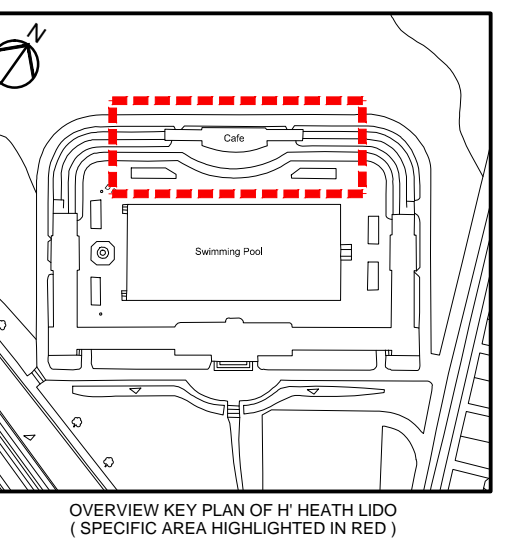 N
Cafe
Swimming Pool
OVERVIEW KEY PLAN OF H' HEATH LIDO
( SPECIFIC AREA HIGHLIGHTED IN RED )